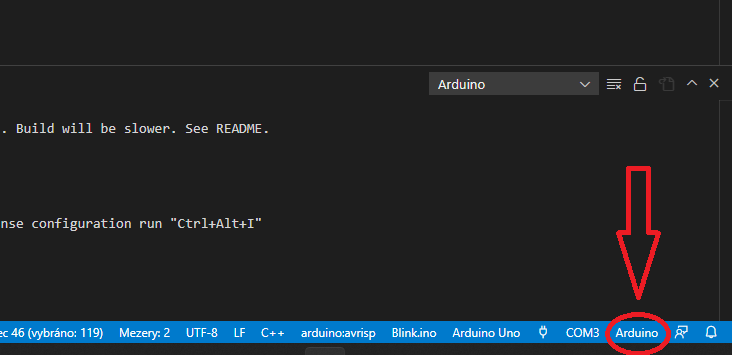 Arduino
. Build will be slower. See README.
nse configuration run "Ctrl+Alt+I"
ec 46 (vybráno: 119) Mezery: 2 UTF-8 LF C++ arduino:avrisp Blink.ino Arduino Uno COM3 Arduino